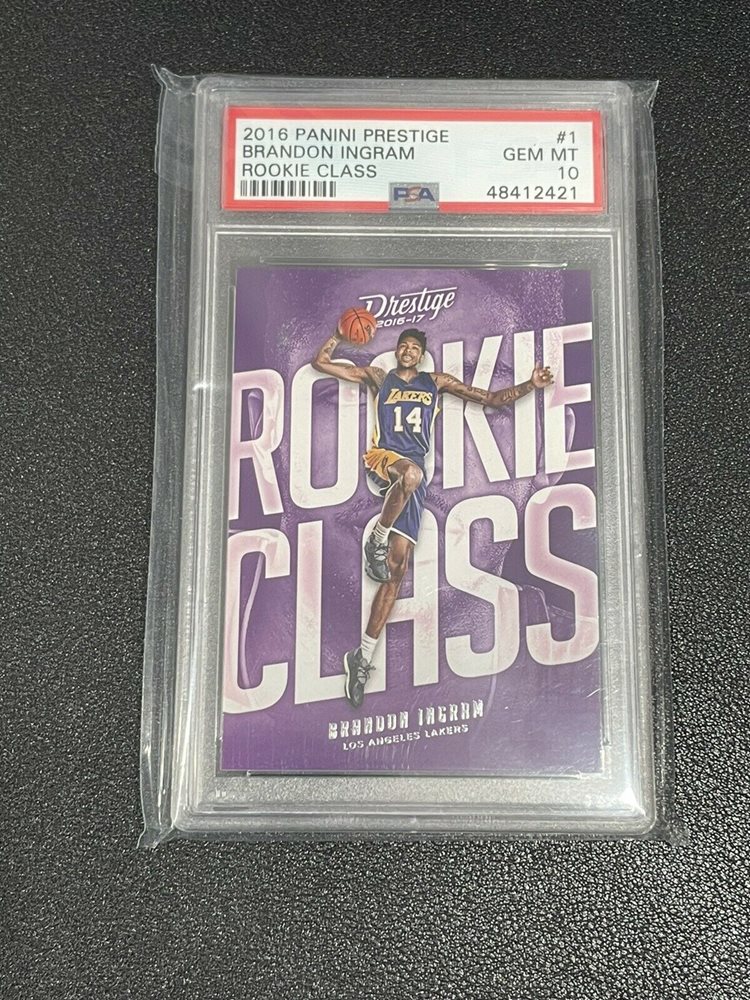 2016 PANINI PRESTIGE #1
BRANDON INGRAM GEM MT
ROOKIE CLASS 10
PSA 48412421
Prestige
2016-17
ROOKIE
LAKERS
14
CLASS
BRANDON INGRAM
LOS ANGELES LAKERS